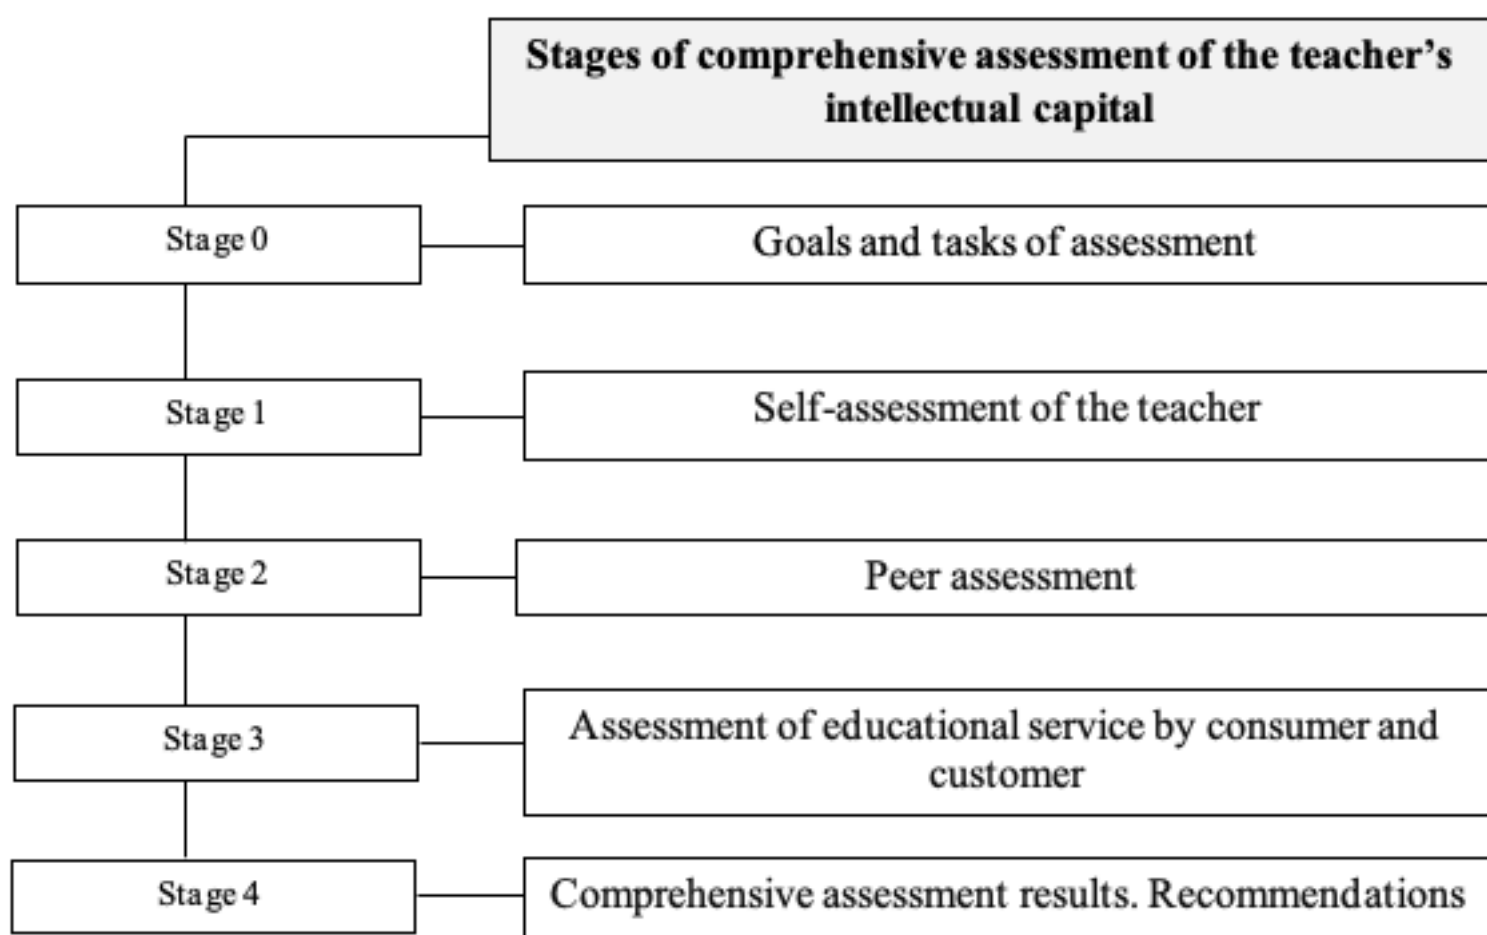 Stages of comprehensive assessment of the teacher’s
intellectual capital
Stage 0
Goals and tasks of assessment
Stage 1
Self-assessment of the teacher
Stage 2
Peer assessment
Stage 3
Assessment of educational service by consumer and
customer
Stage 4
Comprehensive assessment results. Recommendations